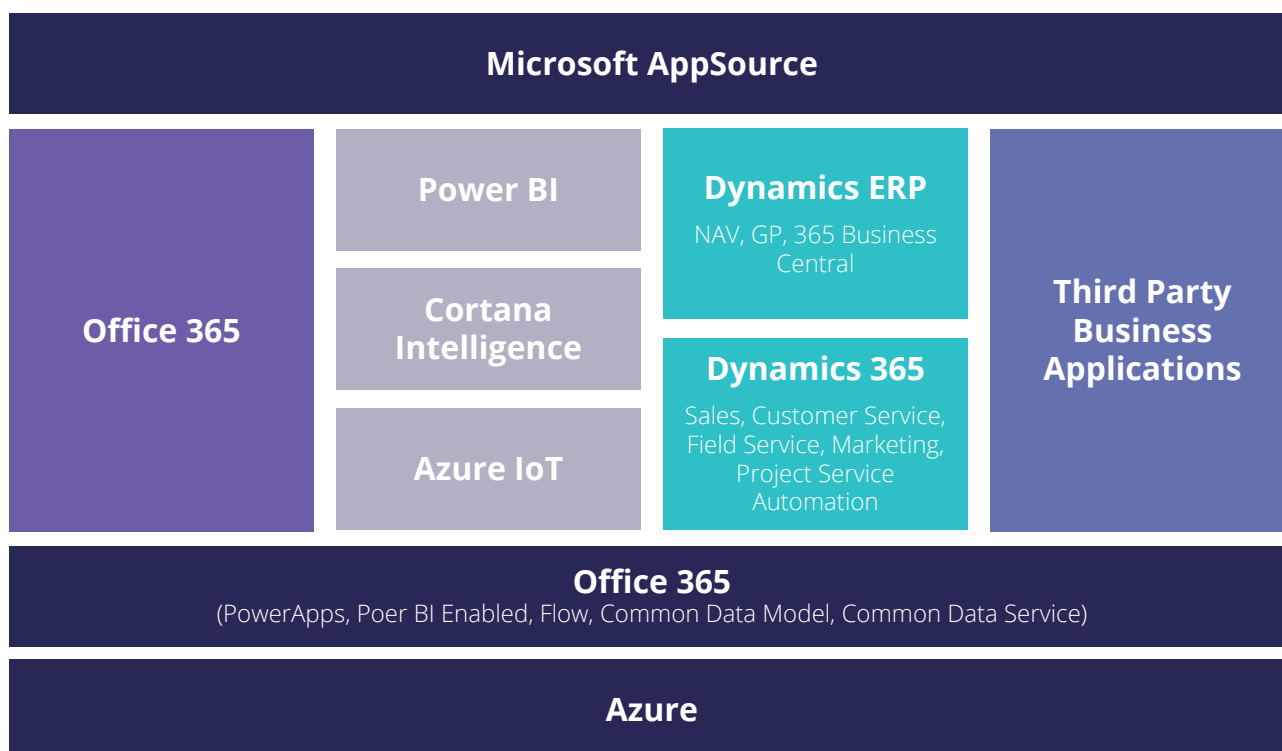 Microsoft AppSource
Office 365
Power BI
Cortana
Intelligence
Azure IoT
Dynamics ERP
NAV, GP, 365 Business
Central
Dynamics 365
Sales, Customer Service,
Field Service, Marketing,
Project Service
Automation
Third Party
Business
Applications
Office 365
(PowerApps, Poer BI Enabled, Flow, Common Data Model, Common Data Service)
Azure